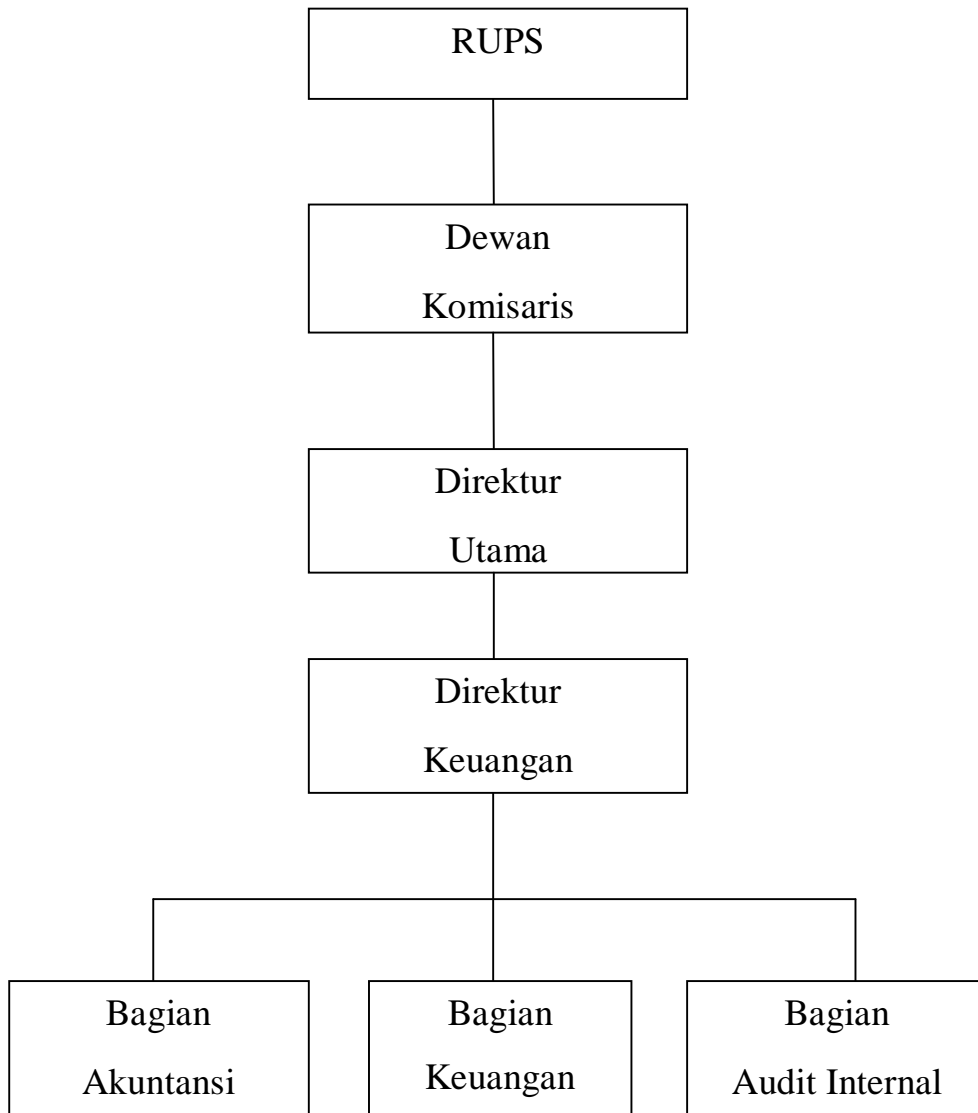 RUPS
Dewan
Komisaris
Direktur
Utama
Direktur
Keuangan
Bagian
Akuntansi
Bagian
Keuangan
Bagian
Audit Internal